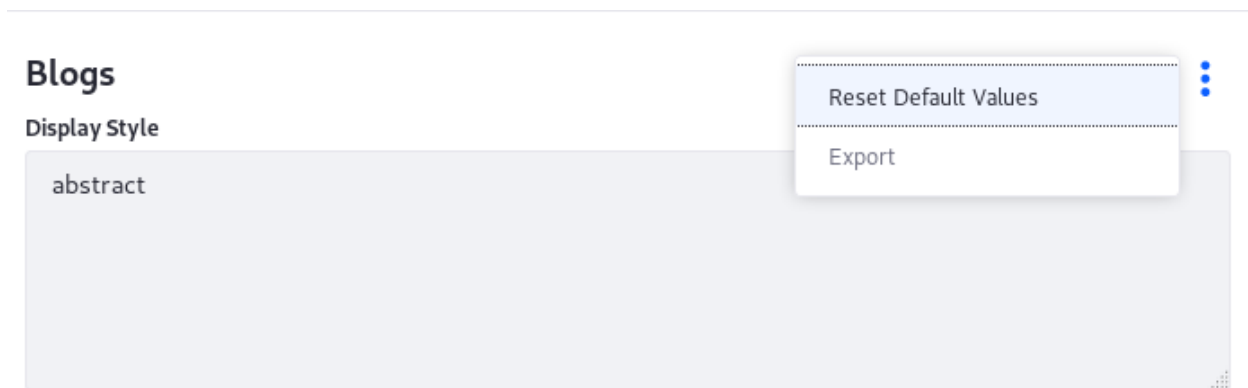 Blogs
Reset Default Values
Display Style
Export
abstract